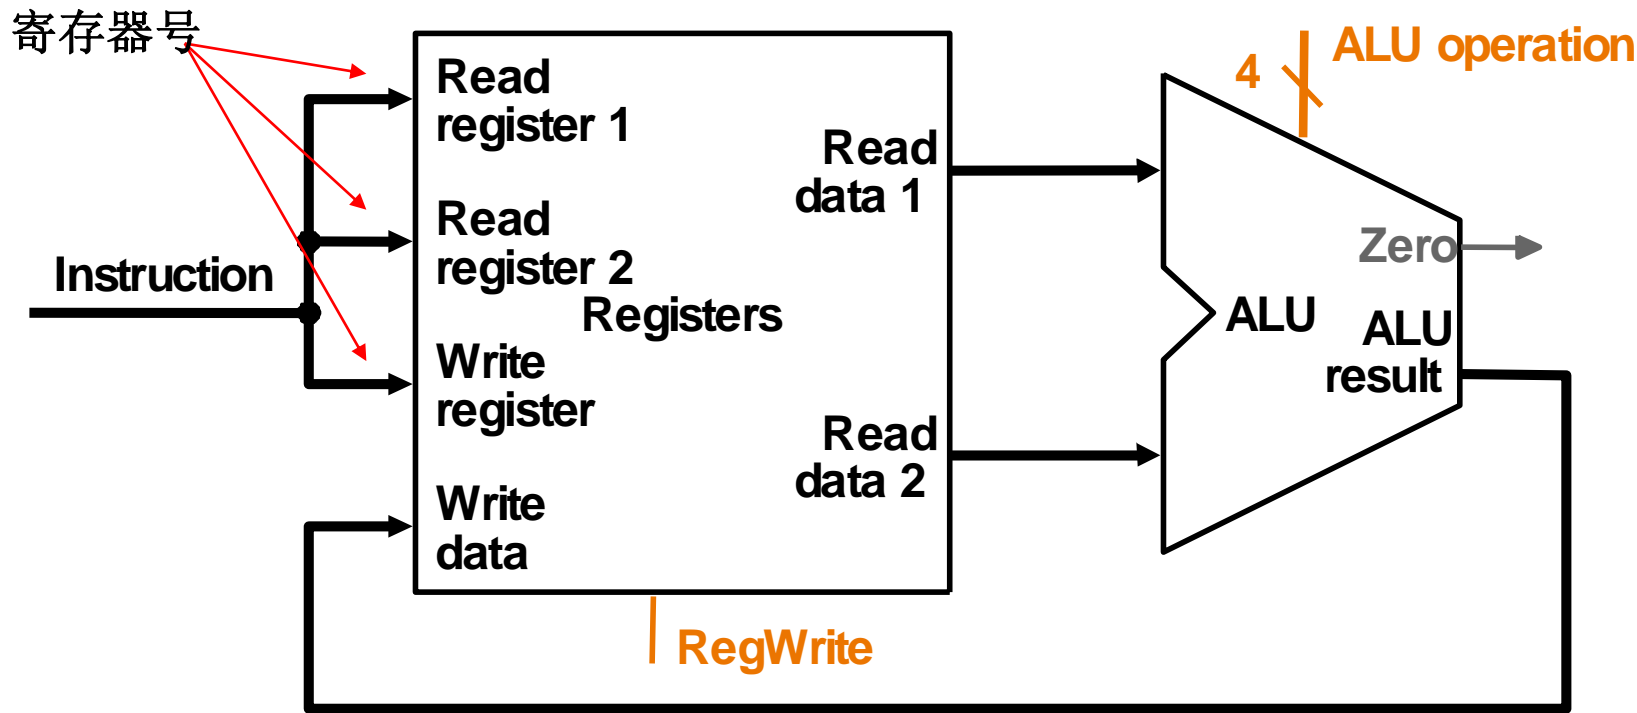 寄存器号
Read
register 1
Read
register 2
Write
register
Write
data
Instruction
Registers
Read
data 1
Read
data 2
RegWrite
4
ALU operation
Zero
ALU
ALU
result